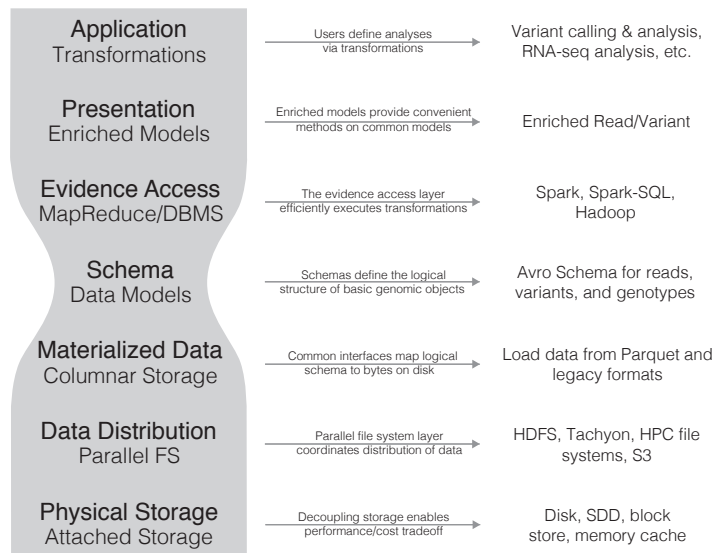 Application
Transformations
Users define analyses
via transformations
Variant calling & analysis,
RNA-seq analysis, etc.
Presentation
Enriched Models
Enriched models provide convenient
methods on common models
Enriched Read/Variant
Evidence Access
MapReduce/DBMS
The evidence access layer
efficiently executes transformations
Spark, Spark-SQL,
Hadoop
Schema
Data Models
Schemas define the logical
structure of basic genomic objects
Avro Schema for reads,
variants, and genotypes
Materialized Data
Columnar Storage
Common interfaces map logical
schema to bytes on disk
Load data from Parquet and
legacy formats
Data Distribution
Parallel FS
Parallel file system layer
coordinates distribution of data
HDFS, Tachyon, HPC file
systems, S3
Physical Storage
Attached Storage
Decoupling storage enables
performance/cost tradeoff
Disk, SDD, block
store, memory cache